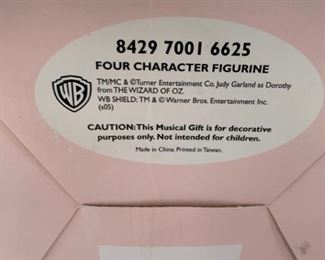 8429 7001 6625
FOUR CHARACTER FIGURINE
TM/MC & ©Turner Entertainment Co. Judy Garland as Dorothy
from THE WIZARD OF OZ.
WB SHIELD: TM & © Warner Bros. Entertainment Inc.
(s05)
WB
CAUTION: This Musical Gift is for decorative
purposes only. Not intended for children.
Made in China. Printed in Taiwan.